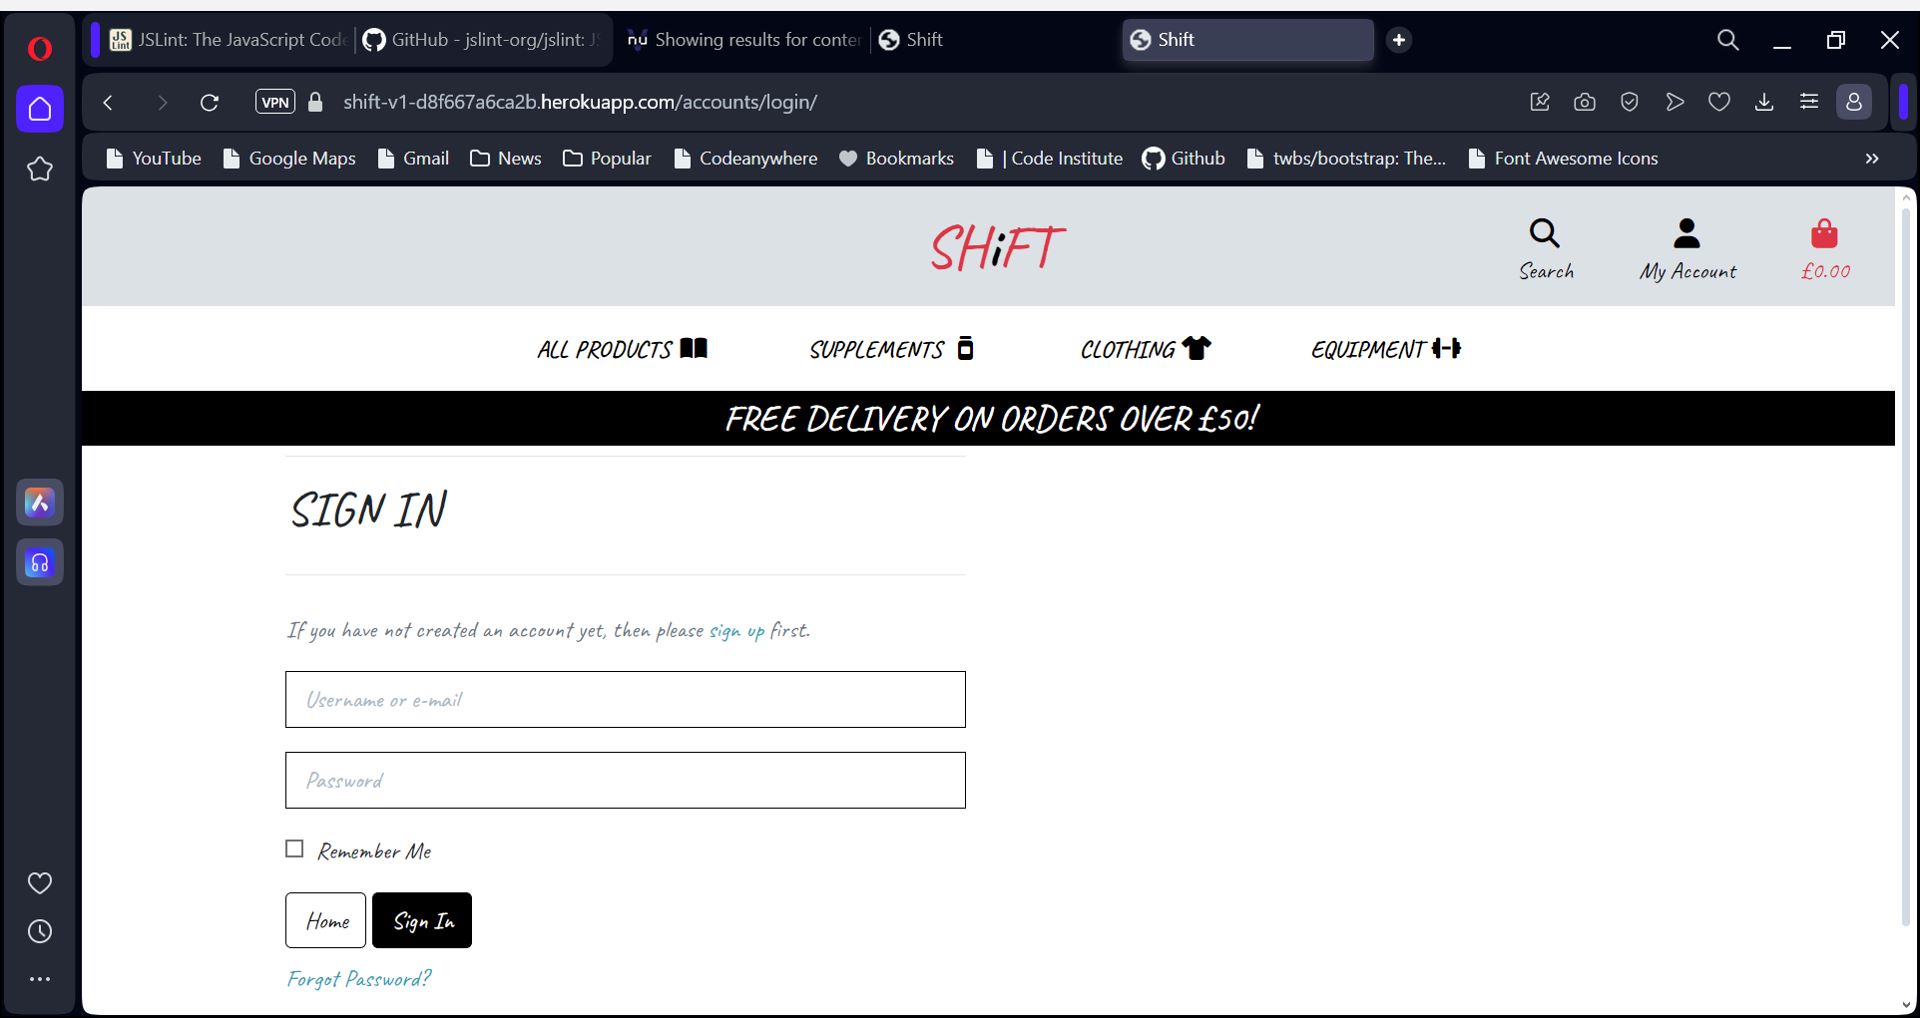 JSLint: The JavaScript Code
GitHub - jslint-org/jslint: JS
Showing results for conten
Shift
Shift
VPN
shift-v1-d8f667a6ca2b.herokuapp.com/accounts/login/
YouTube
Google Maps
Gmail
News
Popular
Codeanywhere
Bookmarks
| Code Institute
Github
twbs/bootstrap: The...
Font Awesome Icons
SHiFT
Search
My Account
£0.00
ALL PRODUCTS
SUPPLEMENTS
CLOTHING
EQUIPMENT
FREE DELIVERY ON ORDERS OVER £50!
SIGN IN
If you have not created an account yet, then please sign up first.
Username or e-mail
Password
Remember Me
Home
Sign In
Forgot Password?